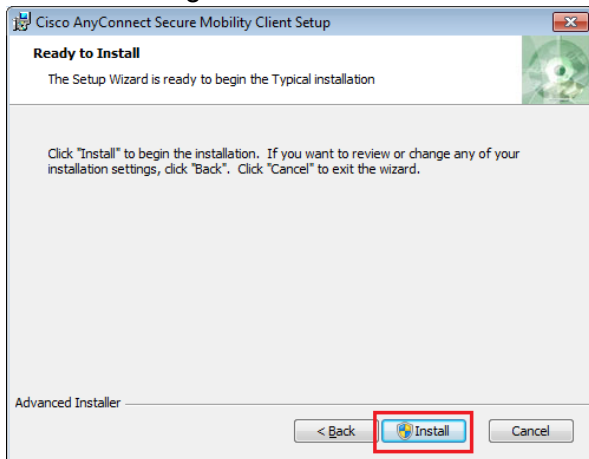 Cisco AnyConnect Secure Mobility Client Setup
Ready to Install
The Setup Wizard is ready to begin the Typical installation
Click "Install" to begin the installation. If you want to review or change any of your
installation settings, click "Back". Click "Cancel" to exit the wizard.
Advanced Installer
< Back
Install
Cancel